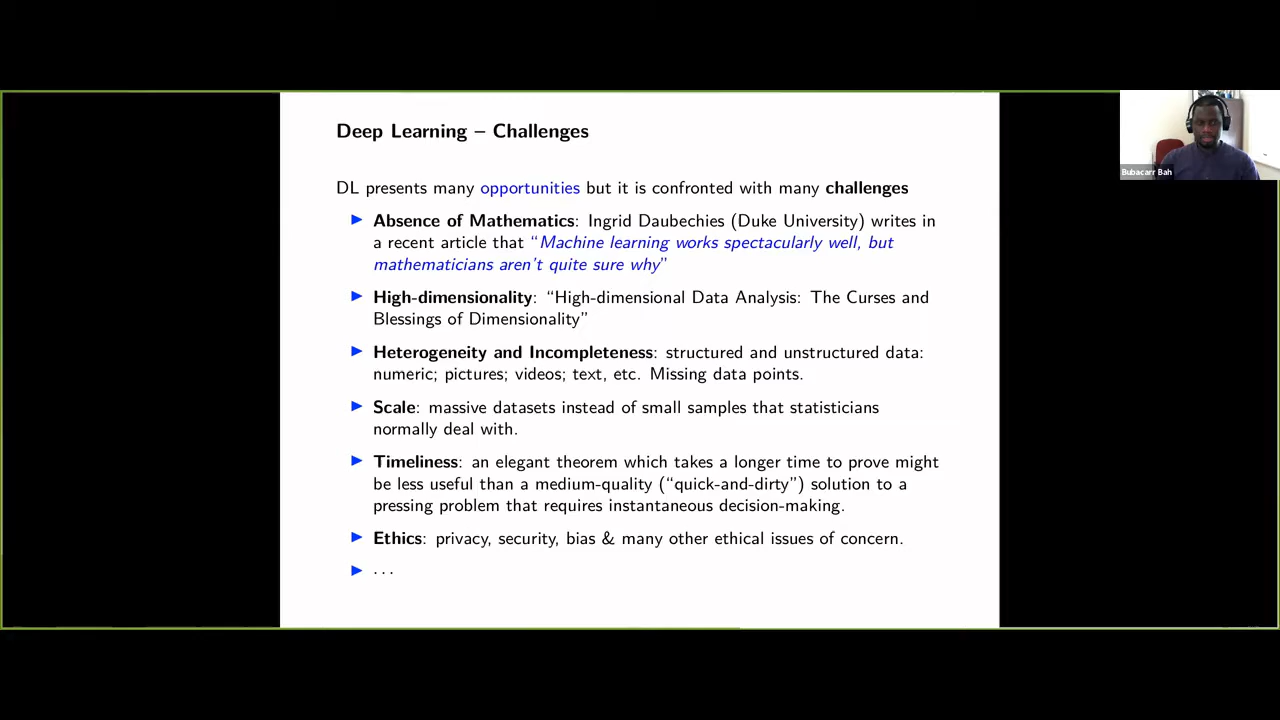 Deep Learning – Challenges
DL presents many opportunities but it is confronted with many challenges
▶ Absence of Mathematics: Ingrid Daubechies (Duke University) writes in
a recent article that “Machine learning works spectacularly well, but
mathematicians aren't quite sure why”
▶ High-dimensionality: “High-dimensional Data Analysis: The Curses and
Blessings of Dimensionality”
▶ Heterogeneity and Incompleteness: structured and unstructured data:
numeric; pictures; videos; text, etc. Missing data points.
▶ Scale: massive datasets instead of small samples that statisticians
normally deal with.
▶ Timeliness: an elegant theorem which takes a longer time to prove might
be less useful than a medium-quality (“quick-and-dirty”) solution to a
pressing problem that requires instantaneous decision-making.
▶ Ethics: privacy, security, bias & many other ethical issues of concern.
▶ . . .
Bubacarr Bah